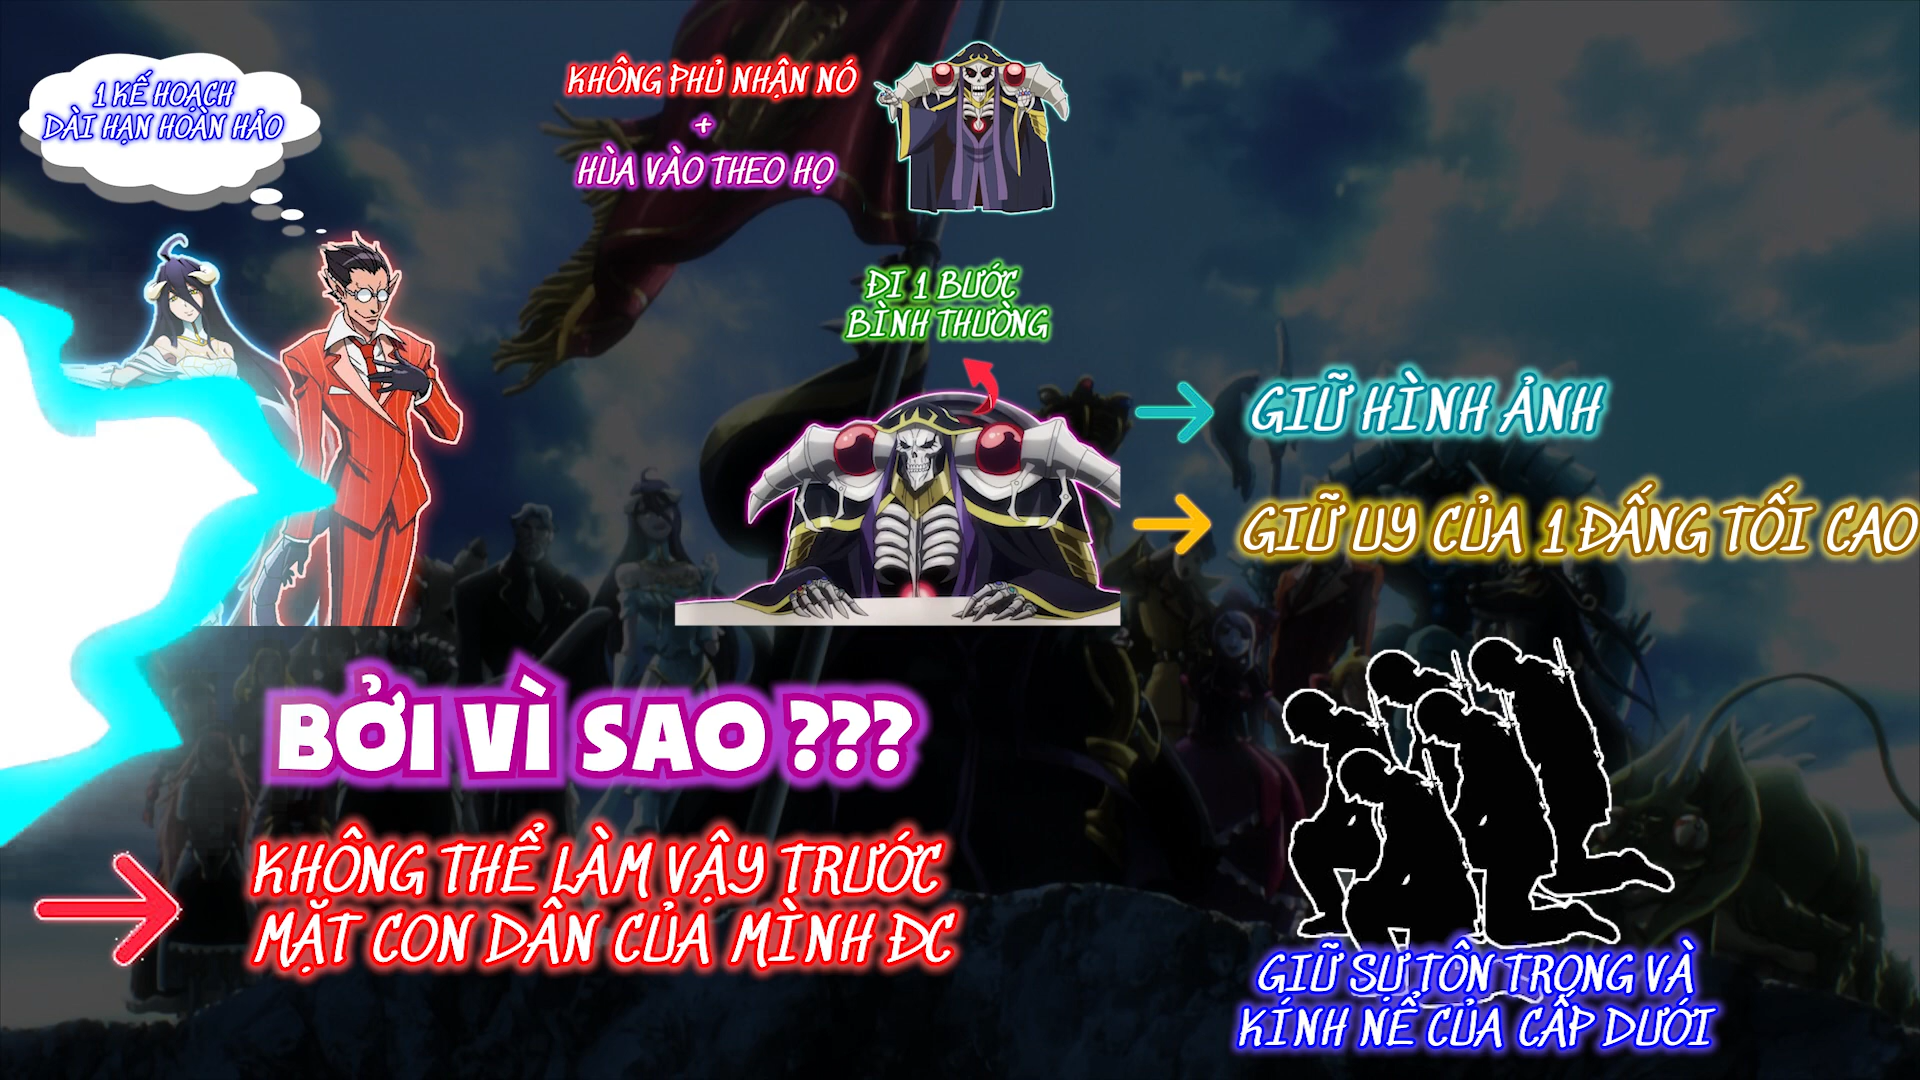 1 KẾ HOẠCH
DÀI HẠN HOÀN HẢO
KHÔNG PHỦ NHẬN NÓ
+
HÙA VÀO THEO HỌ
ĐI 1 BƯỚC
BÌNH THƯỜNG
GIỮ HÌNH ẢNH
GIỮ UY CỦA 1 ĐẤNG TỐI CAO
BỞI VÌ SAO ???
KHÔNG THỂ LÀM VẬY TRƯỚC
MẶT CON DÂN CỦA MÌNH ĐC
GIỮ SỰ TÔN TRỌNG VÀ
KÍNH NỂ CỦA CẤP DƯỚI